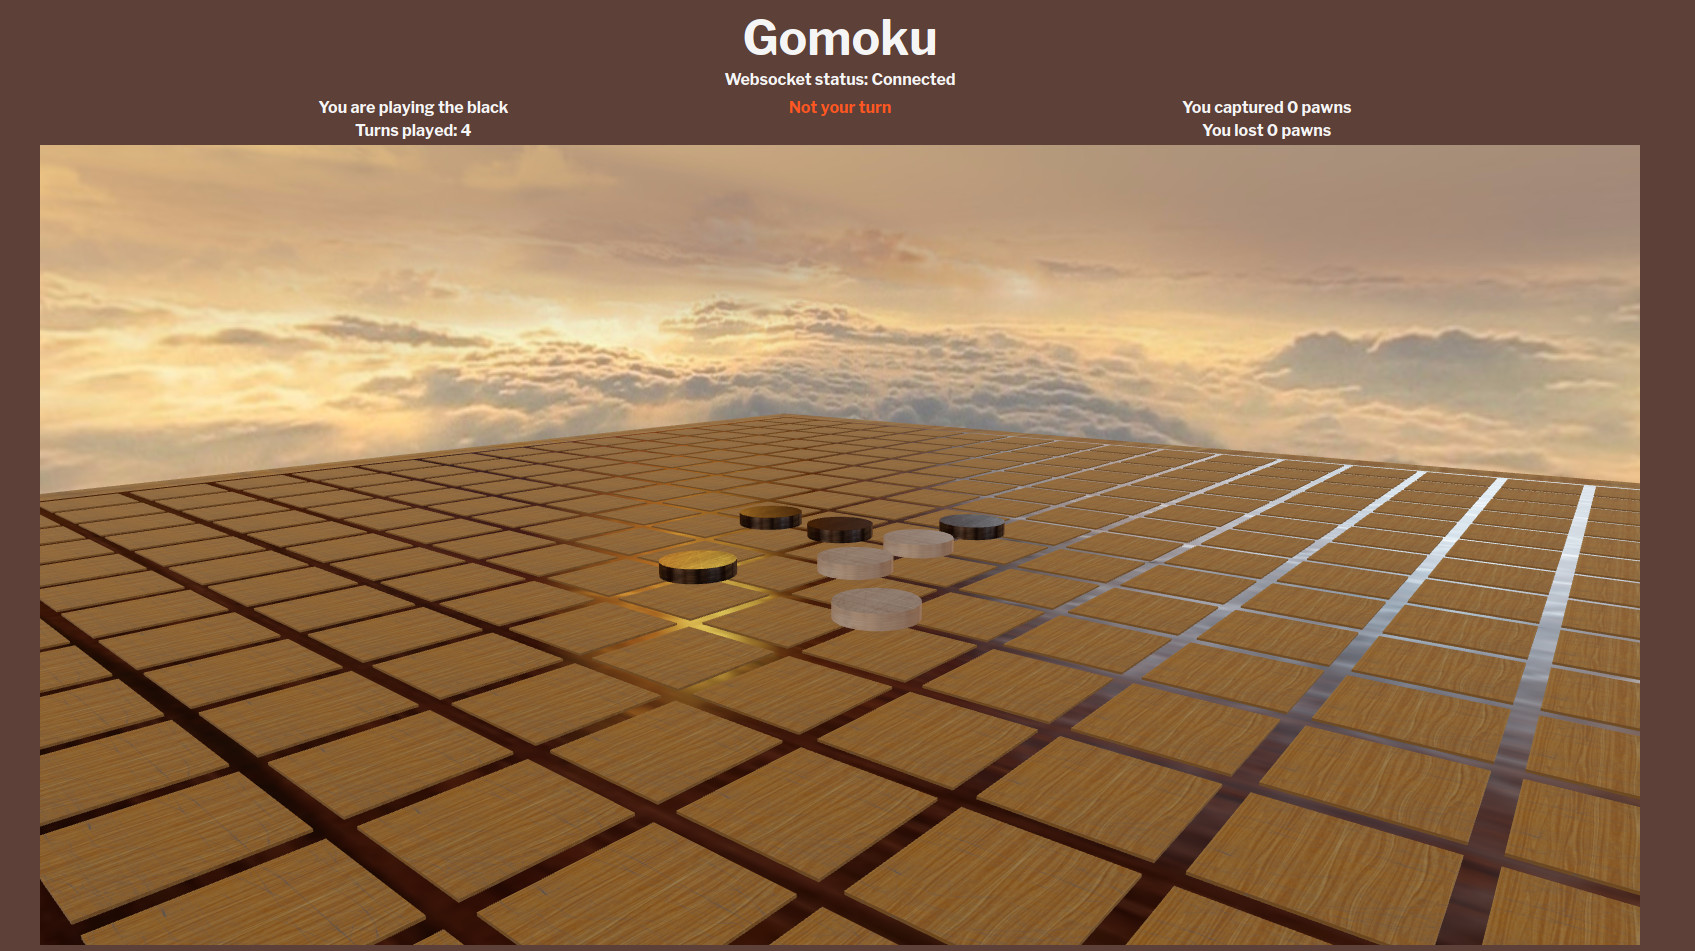 Gomoku
Websocket status: Connected
You are playing the black
Turns played: 4
Not your turn
You captured 0 pawns
You lost 0 pawns